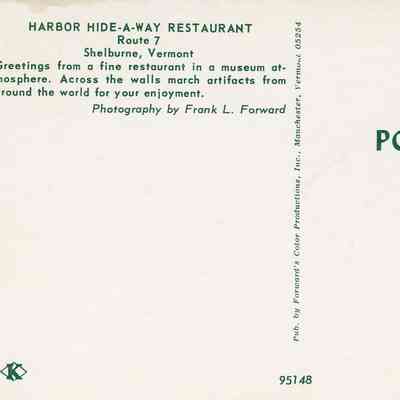 HARBOR HIDE-A-WAY RESTAURANT
Route 7
Shelburne, Vermont
Greetings from a fine restaurant in a museum at-
mosphere. Across the walls march artifacts from
around the world for your enjoyment.
Photography by Frank L. Forward
Pub. by Forward's Color Productions, Inc., Manchester, Vermont 05254
PO
K
95148